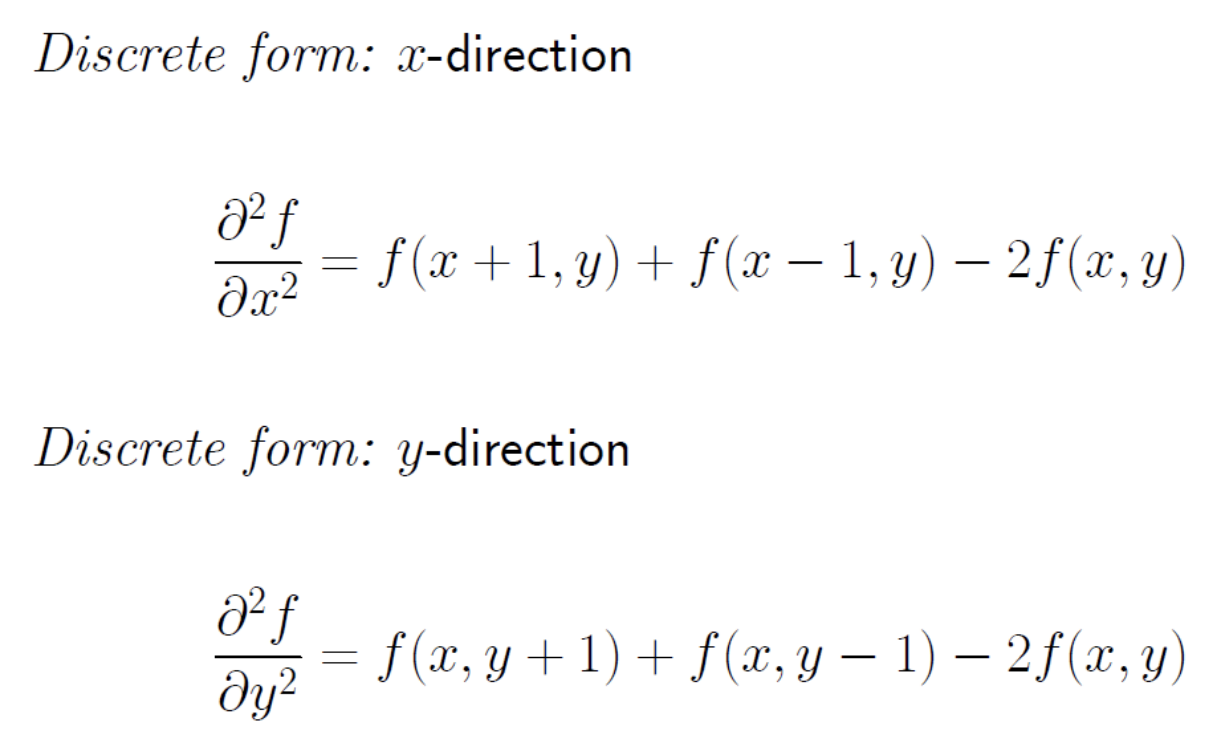 Discrete form: x-direction
∂²f/∂x² = f(x + 1, y) + f(x − 1, y) − 2f(x, y)
Discrete form: y-direction
∂²f/∂y² = f(x, y + 1) + f(x, y − 1) − 2f(x, y)